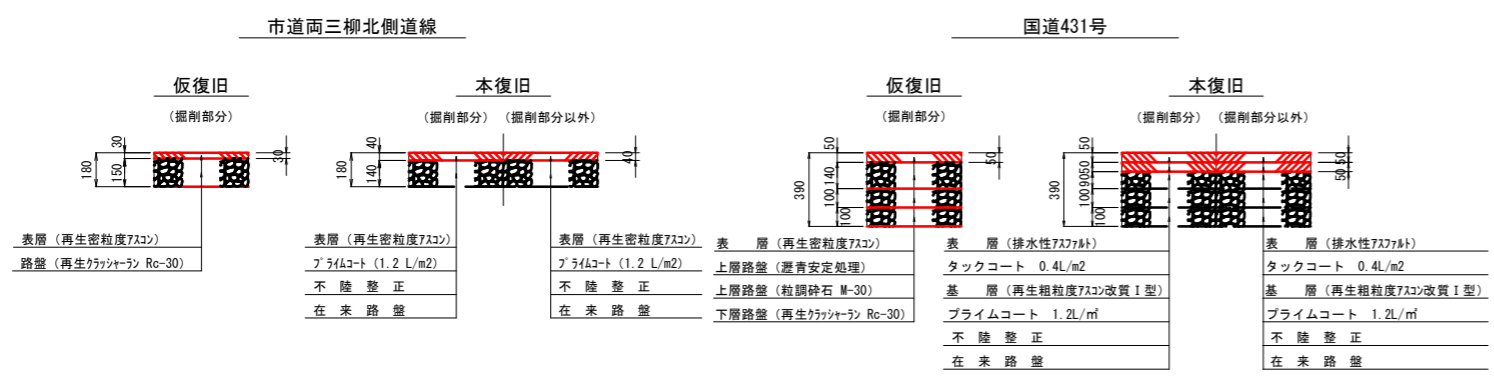 市道両三柳北側道線
国道431号
仮復旧
(掘削部分)
30
180
150
30
表層 (再生密粒度ｱｽｺﾝ)
路盤 (再生ｸﾗｯｼｬｰﾗﾝ Rc-30)
本復旧
(掘削部分) (掘削部分以外)
40
180
140
40
表層 (再生密粒度ｱｽｺﾝ)
ﾌﾟﾗｲﾑｺｰﾄ (1.2 L/m2)
不 陸 整 正
在 来 路 盤
表層 (再生密粒度ｱｽｺﾝ)
ﾌﾟﾗｲﾑｺｰﾄ (1.2 L/m2)
不 陸 整 正
在 来 路 盤
仮復旧
(掘削部分)
50
390
140
100
100
50
表 層 (再生密粒度ｱｽｺﾝ)
上層路盤 (瀝青安定処理)
上層路盤 (粒調砕石 M-30)
下層路盤 (再生ｸﾗｯｼｬｰﾗﾝ Rc-30)
本復旧
(掘削部分) (掘削部分以外)
50
390
50
90
100
100
50
50
表 層 (排水性ｱｽﾌｧﾙﾄ)
タックコート 0.4L/m2
基 層 (再生粗粒度ｱｽｺﾝ改質Ⅰ型)
プライムコート 1.2L/㎡
不 陸 整 正
在 来 路 盤
表 層 (排水性ｱｽﾌｧﾙﾄ)
タックコート 0.4L/m2
基 層 (再生粗粒度ｱｽｺﾝ改質Ⅰ型)
プライムコート 1.2L/㎡
不 陸 整 正
在 来 路 盤